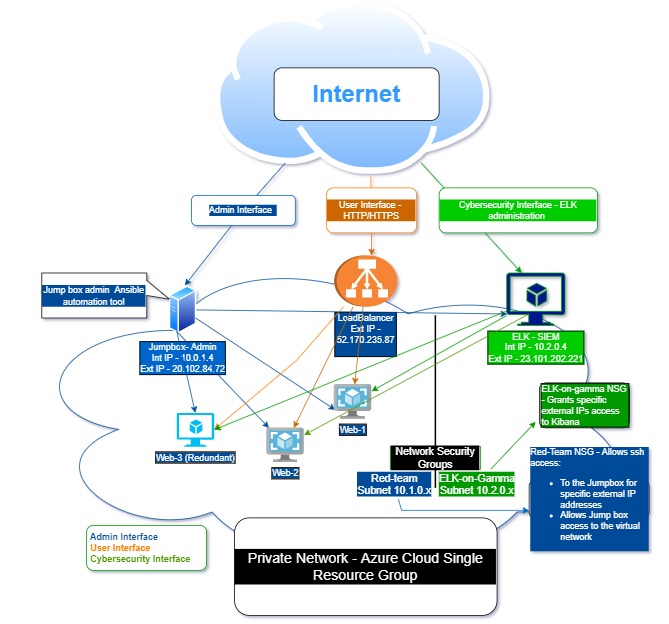 Internet
Admin Interface
User Interface -
HTTP/HTTPS
Cybersecurity Interface - ELK
administration
Jump box admin Ansible
automation tool
LoadBalancer
Ext IP -
52.170.235.87
Jumpbox- Admin
Int IP - 10.0.1.4
Ext IP - 20.102.84.72
ELK - SIEM
Int IP - 10.2.0.4
Ext IP - 23.101.202.221
ELK-on-gamma NSG
- Grants specific
external IPs access
to Kibana
Web-1
Web-3 (Redundant)
Web-2
Network Security
Groups
Red-team
Subnet 10.1.0.x
ELK-on-Gamma
Subnet 10.2.0.x
Red-Team NSG - Allows ssh
access:
• To the Jumpbox for
specific external IP
addresses
• Allows Jump box
access to the virtual
network
Admin Interface
User Interface
Cybersecurity Interface
Private Network - Azure Cloud Single
Resource Group